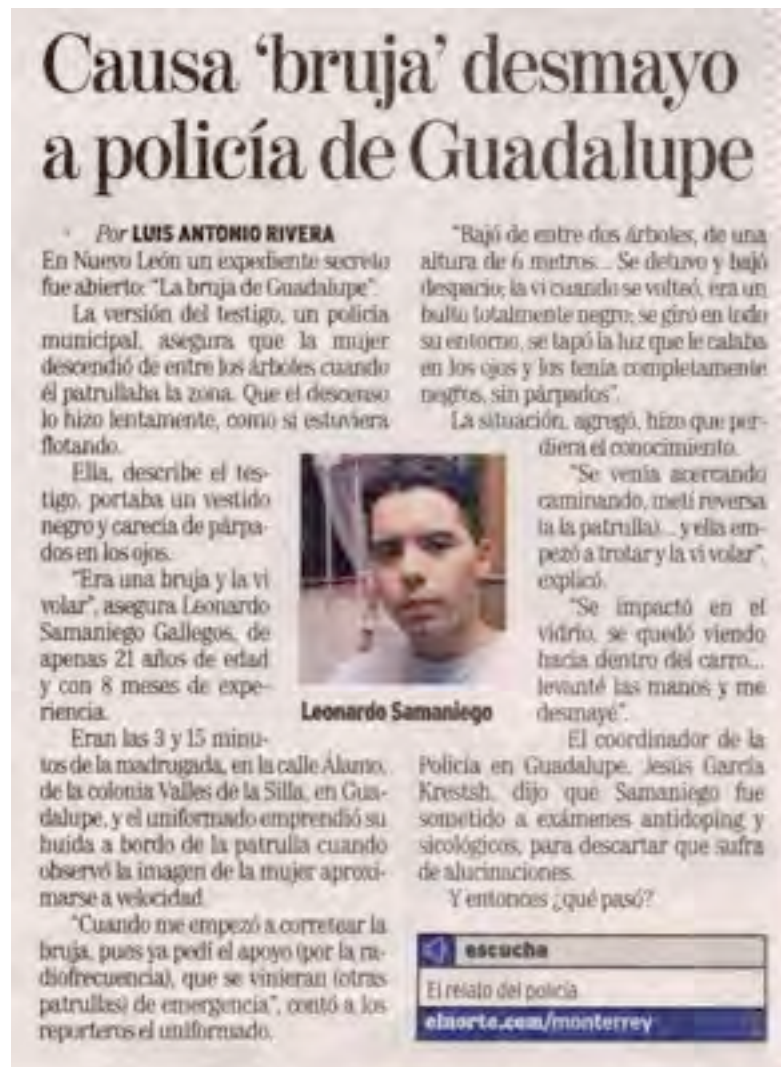 Causa ‘bruja’ desmayo
a policía de Guadalupe
Por LUIS ANTONIO RIVERA
En Nuevo León un expediente secreto
fue abierto: “La bruja de Guadalupe”.
La versión del testigo, un policía
municipal, asegura que la mujer
descendió de entre los árboles cuando
él patrullaba la zona. Que el descenso
lo hizo lentamente, como si estuviera
flotando.
Ella, describe el tes-
tigo, portaba un vestido
negro y carecía de párpa-
dos en los ojos.
“Era una bruja y la vi
volar”, asegura Leonardo
Samaniego Gallegos, de
apenas 21 años de edad
y con 8 meses de expe-
riencia.
Eran las 3 y 15 minu-
tos de la madrugada, en la calle Álamo,
de la colonia Valles de la Silla, en Gua-
dalupe, y el uniformado emprendió su
huida a bordo de la patrulla cuando
observó la imagen de la mujer aproxi-
marse a velocidad.
“Cuando me empezó a corretear la
bruja, pues ya pedí el apoyo (por la ra-
diofrecuencia), que se vinieran (otras
patrullas) de emergencia”, contó a los
reporteros el uniformado.
Leonardo Samaniego
“Bajó de entre dos árboles, de una
altura de 6 metros... Se detuvo y bajó
despacio; la vi cuando se volteó, era un
bulto totalmente negro; se giró en todo
su entorno, se tapó la luz que le calaba
en los ojos y los tenía completamente
negros, sin párpados”.
La situación, agregó, hizo que per-
diera el conocimiento.
“Se venía acercando
caminando, metí reversa
(a la patrulla)... y ella em-
pezó a trotar y la vi volar”,
explicó.
“Se impactó en el
vidrio, se quedó viendo
hacia dentro del carro...
levanté las manos y me
desmayé”.
El coordinador de la
Policía en Guadalupe, Jesús García
Krestsh, dijo que Samaniego fue
sometido a exámenes antidoping y
sicológicos, para descartar que sufra
de alucinaciones.
Y entonces ¿qué pasó?
escucha
El relato del policía
elnorte.com/monterrey